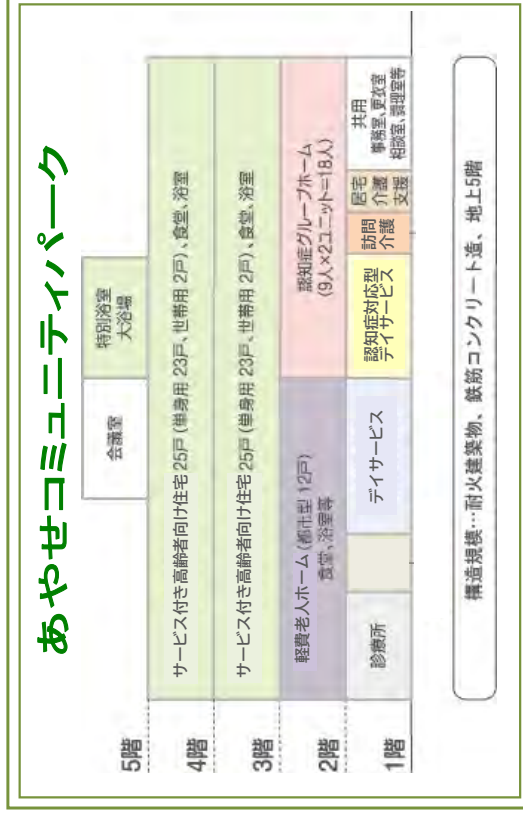 あやせコミュニティパーク
5階
会議室
特別浴室
大浴場
4階
サービス付き高齢者向け住宅 25戸 (単身用 23戸、世帯用 2戸)、食堂、浴室
3階
サービス付き高齢者向け住宅 25戸 (単身用 23戸、世帯用 2戸)、食堂、浴室
2階
軽費老人ホーム (都市型 12戸)
食堂、浴室等
認知症グループホーム
(9人×2ユニット=18人)
1階
診療所
デイサービス
認知症対応型
デイサービス
訪問
介護
居宅
介護
支援
共用
事務室、更衣室
相談室、調理室等
構造規模…耐火建築物、鉄筋コンクリート造、地上5階